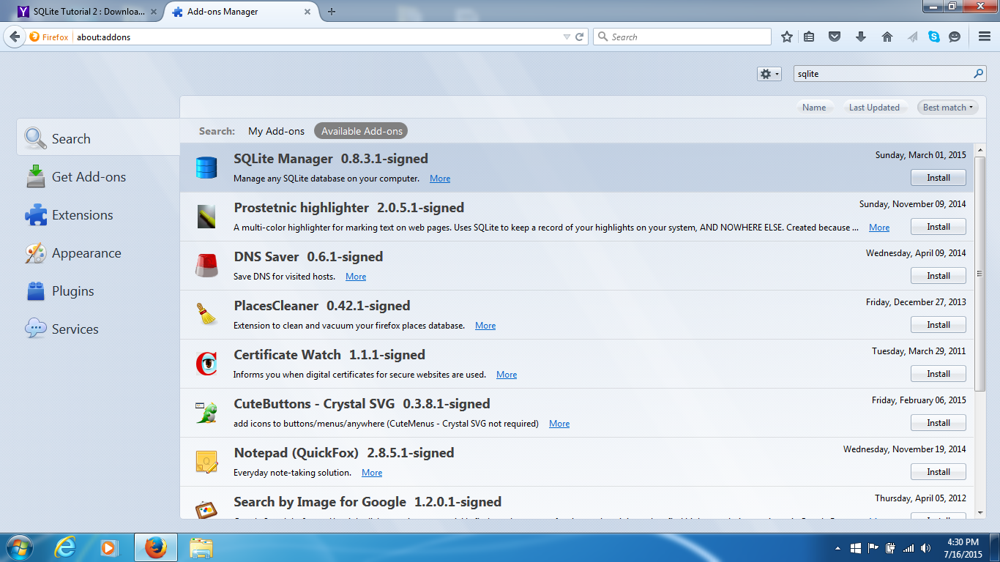 SQLite Tutorial 2 : Downloa...
Add-ons Manager
Firefox about:addons
Search
sqlite
Name Last Updated Best match
Search: My Add-ons Available Add-ons
Search
Get Add-ons
Extensions
Appearance
Plugins
Services
SQLite Manager 0.8.3.1-signed
Sunday, March 01, 2015
Manage any SQLite database on your computer. More
Install
Prostetnic highlighter 2.0.5.1-signed
Sunday, November 09, 2014
A multi-color highlighter for marking text on web pages. Uses SQLite to keep a record of your highlights on your system, AND NOWHERE ELSE. Created because ... More
Install
DNS Saver 0.6.1-signed
Wednesday, April 09, 2014
Save DNS for visited hosts. More
Install
PlacesCleaner 0.42.1-signed
Friday, December 27, 2013
Extension to clean and vacuum your firefox places database. More
Install
Certificate Watch 1.1.1-signed
Tuesday, March 29, 2011
Informs you when digital certificates for secure websites are used. More
Install
CuteButtons - Crystal SVG 0.3.8.1-signed
Friday, February 06, 2015
add icons to buttons/menus/anywhere (CuteMenus - Crystal SVG not required) More
Install
Notepad (QuickFox) 2.8.5.1-signed
Wednesday, November 19, 2014
Everyday note-taking solution. More
Install
Search by Image for Google 1.2.0.1-signed
Thursday, April 05, 2012
4:30 PM
7/16/2015